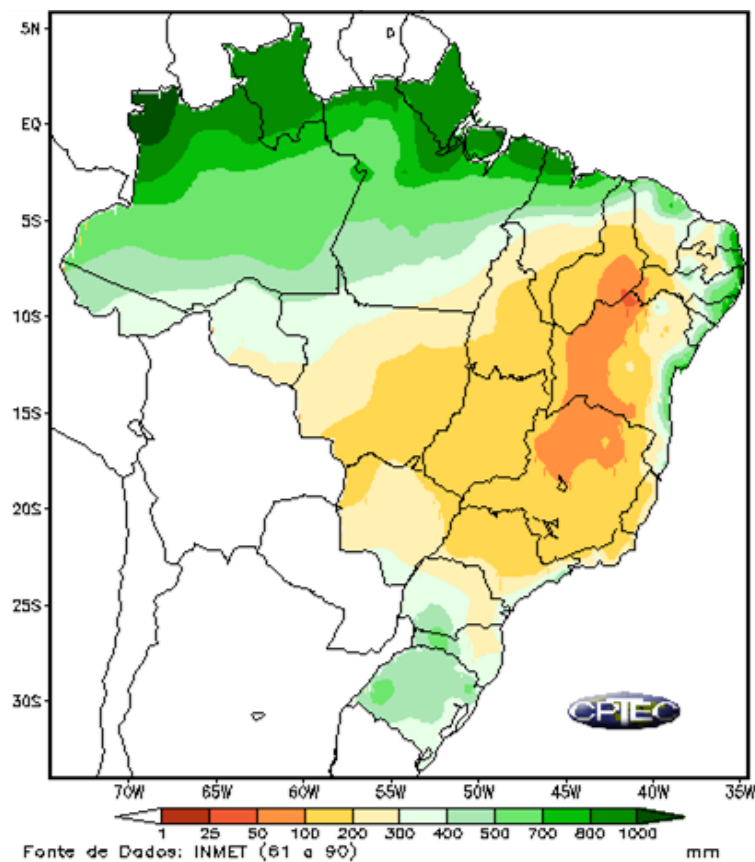 5N
EQ
5S
10S
15S
20S
25S
30S
CPTEC
70W 65W 60W 55W 50W 45W 40W 35W
1 25 50 100 200 300 400 500 700 800 1000
Fonte de Dados: INMET (61 a 90) mm